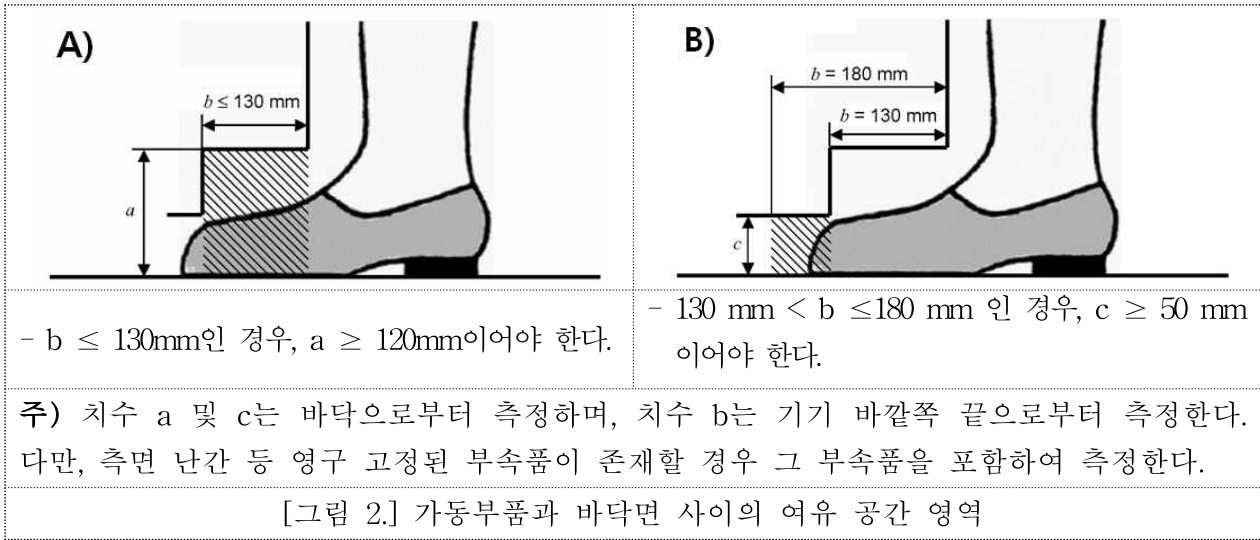 A)
b ≤ 130 mm
a
B)
b = 180 mm
b = 130 mm
c
- b ≤ 130mm인 경우, a ≥ 120mm이어야 한다.
- 130 mm < b ≤180 mm 인 경우, c ≥ 50 mm
이어야 한다.
주) 치수 a 및 c는 바닥으로부터 측정하며, 치수 b는 기기 바깥쪽 끝으로부터 측정한다.
다만, 측면 난간 등 영구 고정된 부속품이 존재할 경우 그 부속품을 포함하여 측정한다.
[그림 2.] 가동부품과 바닥면 사이의 여유 공간 영역